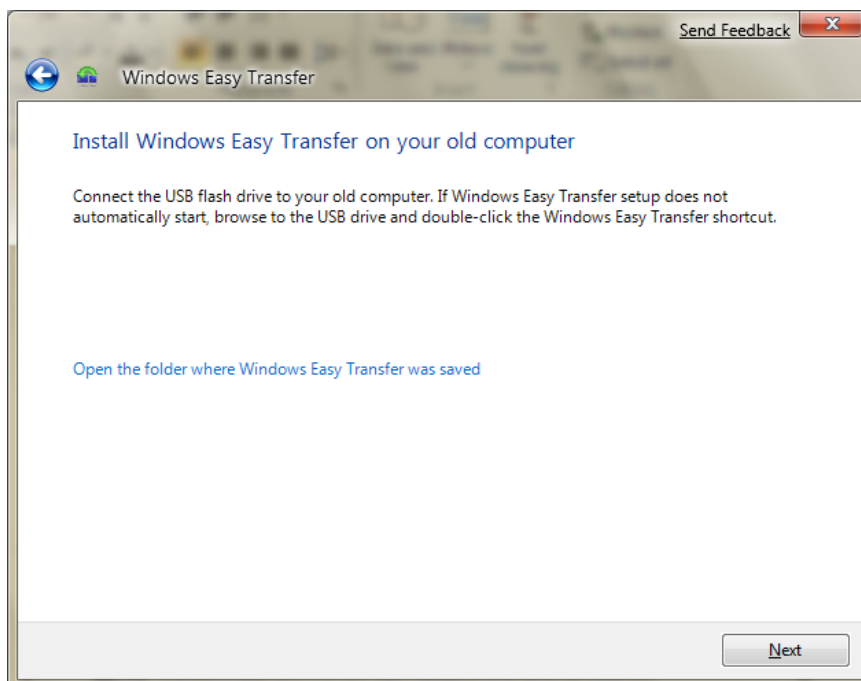 Send Feedback
Windows Easy Transfer
Install Windows Easy Transfer on your old computer
Connect the USB flash drive to your old computer. If Windows Easy Transfer setup does not
automatically start, browse to the USB drive and double-click the Windows Easy Transfer shortcut.
Open the folder where Windows Easy Transfer was saved
Next